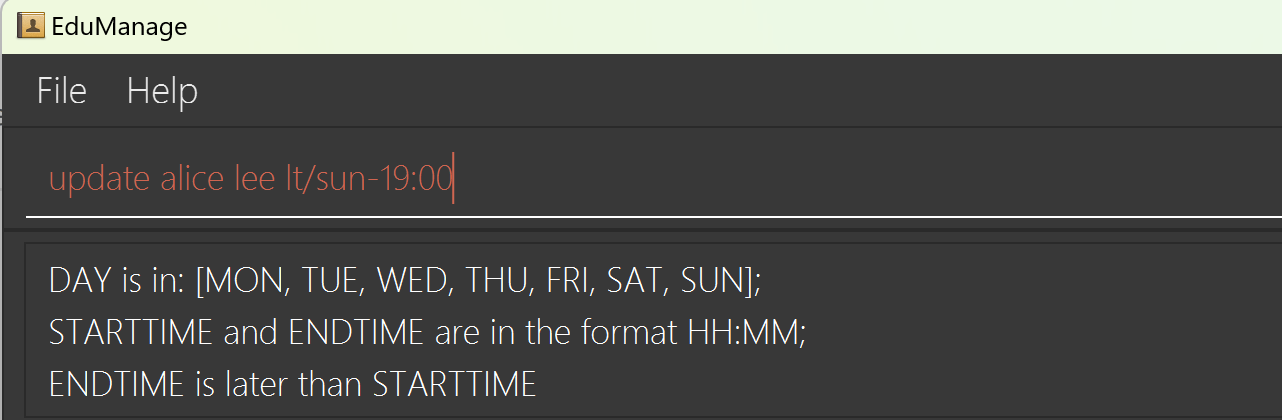 EduManage
File Help
update alice lee lt/sun-19:00
DAY is in: [MON, TUE, WED, THU, FRI, SAT, SUN];
STARTTIME and ENDTIME are in the format HH:MM;
ENDTIME is later than STARTTIME